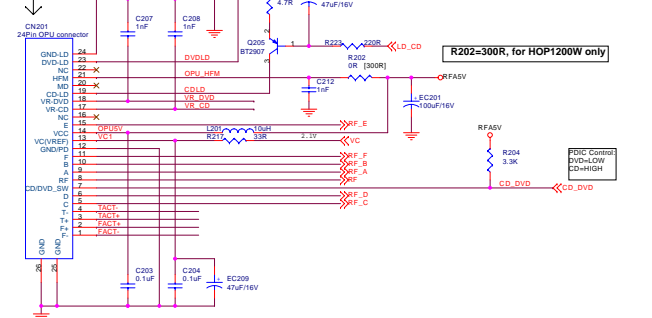 4.7R
47uF/16V
CN201
24Pin OPU connector
C207
1nF
C208
1nF
Q205
BT2907
2
1
3
R223
220R
LD_CD
R202=300R, for HOP1200W only
R202
0R [300R]
RFA5V
C212
1nF
EC201
100uF/16V
GND-LD 24
DVD-LD 23 DVDLD
NC 22
HFM 21 OPU_HFM
MD 20
CD-LD 19 CDLD
VR-DVD 18 VR_DVD
VR-CD 17 VR_CD
NC 16
E 15 RF_E
VCC 14 OPU5V L201 10uH
VC(VREF) 13 VC1 R217 33R 2.1V VC
GND/PD 12
F 11 RF_F
B 10 RF_B
A 9 RF_A
RF 8 RF
CD/DVD_SW 7 CD_DVD CD_DVD
D 6 RF_D
C 5 RF_C
T- 4 TACT-
T+ 3 TACT+
F+ 2 FACT+
F- 1 FACT-
RFA5V
R204
3.3K
PDIC Control:
DVD=LOW
CD=HIGH
GND
GND
26
25
C203
0.1uF
C204
0.1uF
EC209
47uF/16V